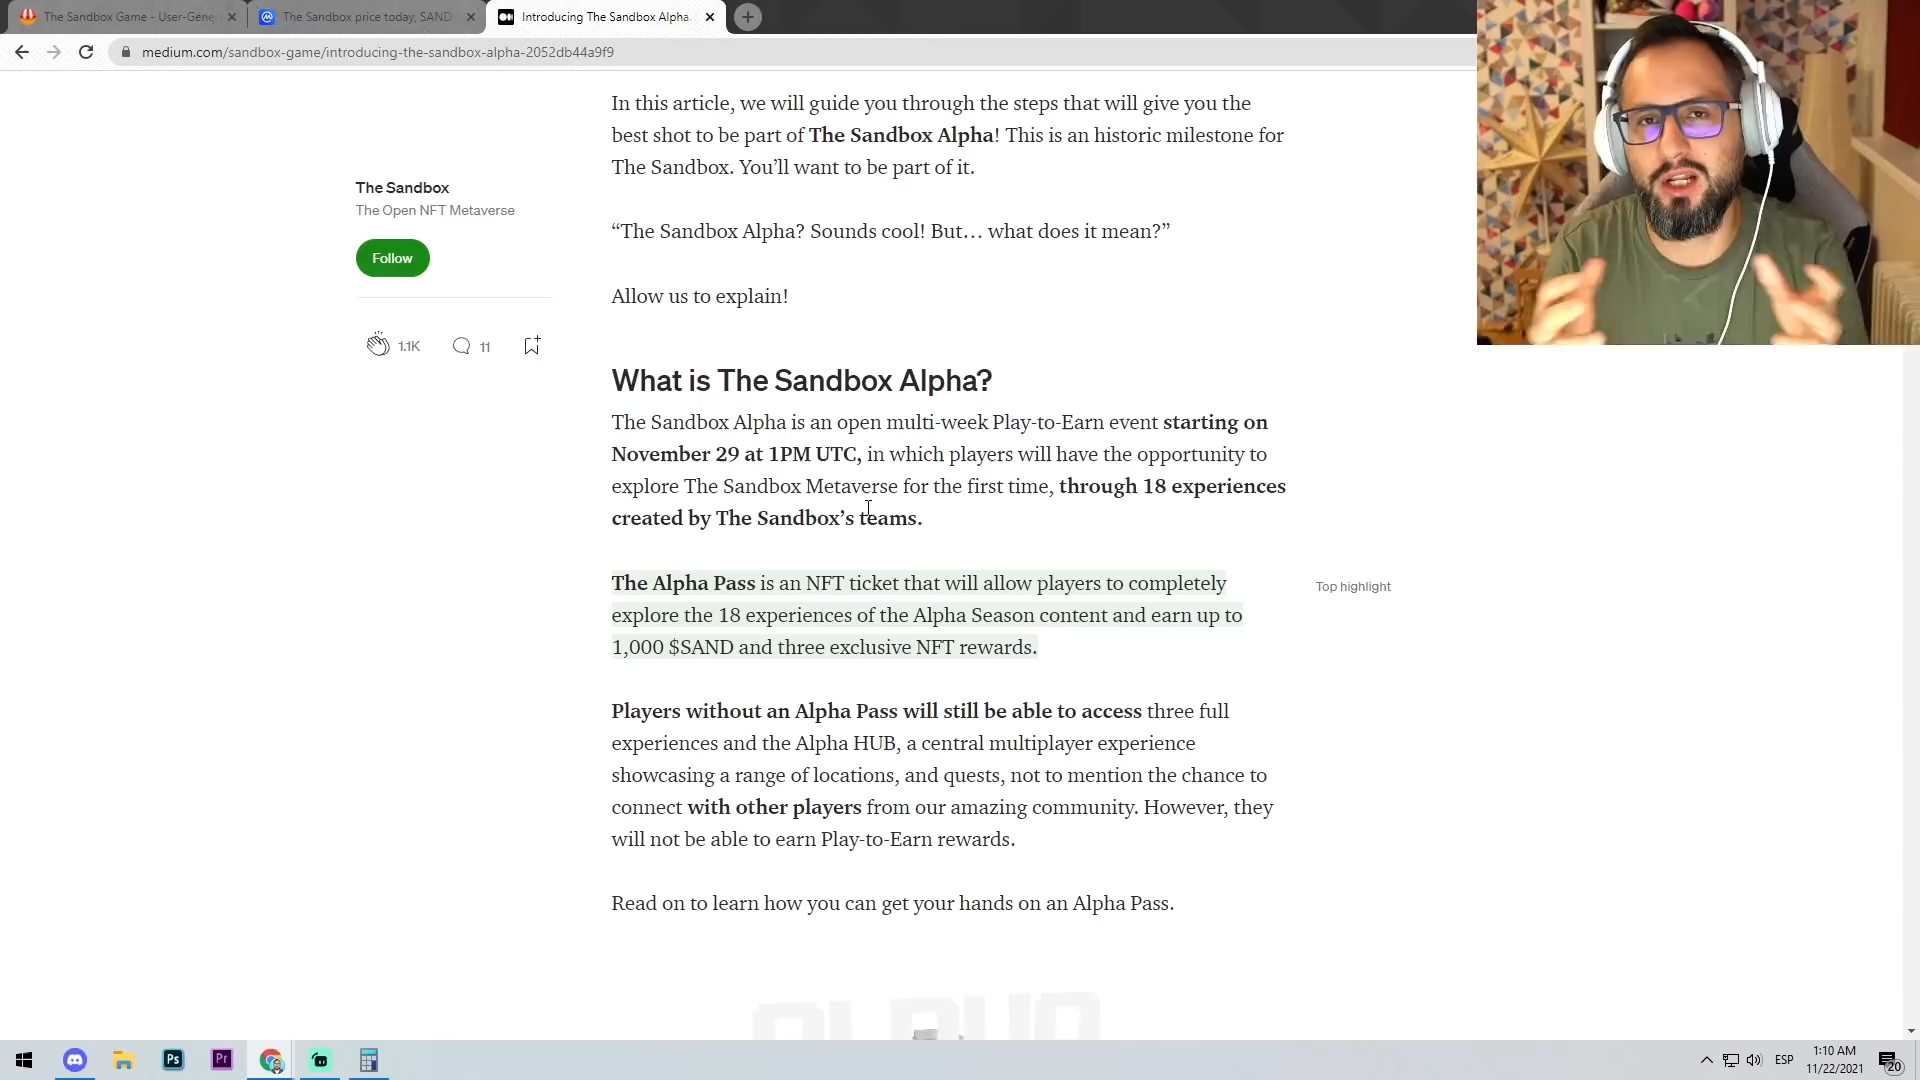 The Sandbox Game - User-Gene
The Sandbox price today, SAND
Introducing The Sandbox Alpha.
medium.com/sandbox-game/introducing-the-sandbox-alpha-2052db44a9f9
In this article, we will guide you through the steps that will give you the
best shot to be part of The Sandbox Alpha! This is an historic milestone for
The Sandbox. You’ll want to be part of it.
The Sandbox
The Open NFT Metaverse
Follow
1.1K
11
“The Sandbox Alpha? Sounds cool! But… what does it mean?”
Allow us to explain!
What is The Sandbox Alpha?
The Sandbox Alpha is an open multi-week Play-to-Earn event starting on
November 29 at 1PM UTC, in which players will have the opportunity to
explore The Sandbox Metaverse for the first time, through 18 experiences
created by The Sandbox’s teams.
The Alpha Pass is an NFT ticket that will allow players to completely
explore the 18 experiences of the Alpha Season content and earn up to
1,000 $SAND and three exclusive NFT rewards.
Top highlight
Players without an Alpha Pass will still be able to access three full
experiences and the Alpha HUB, a central multiplayer experience
showcasing a range of locations, and quests, not to mention the chance to
connect with other players from our amazing community. However, they
will not be able to earn Play-to-Earn rewards.
Read on to learn how you can get your hands on an Alpha Pass.
ALPHA
Ps
Pr
ESP
1:10 AM
11/22/2021
20